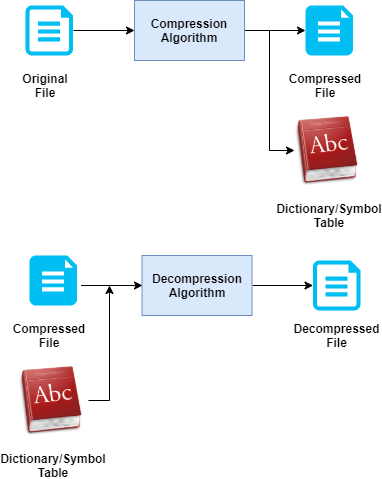 Original
File
Compression
Algorithm
Compressed
File
Abc
Dictionary/Symbol
Table
Compressed
File
Decompression
Algorithm
Decompressed
File
Abc
Dictionary/Symbol
Table